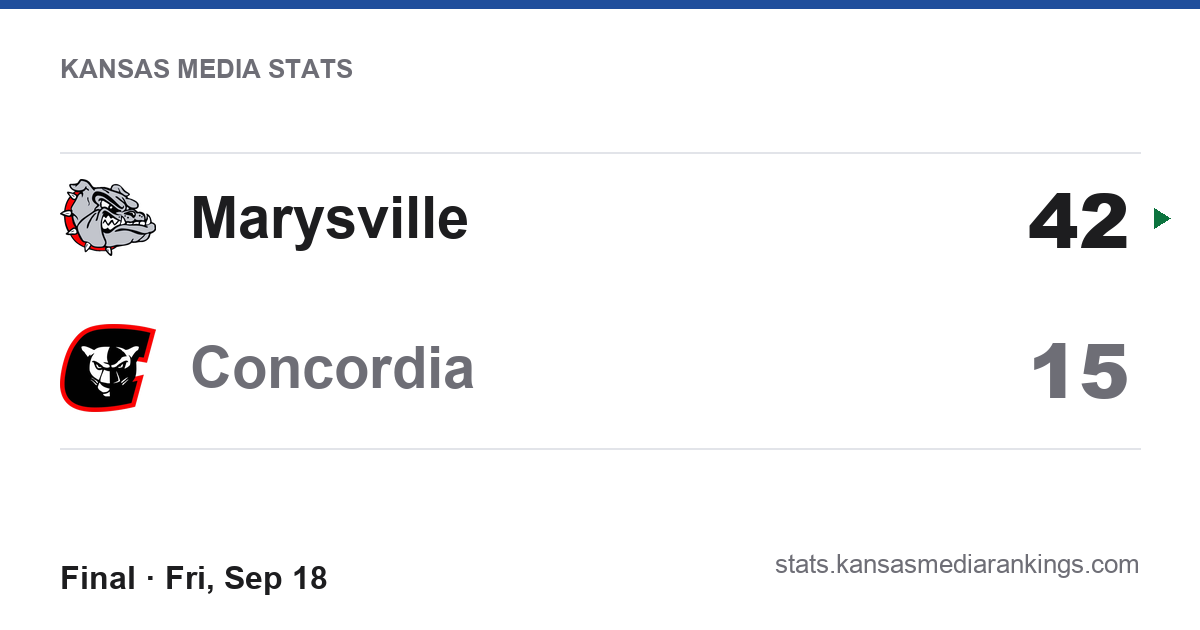 KANSAS MEDIA STATS
Marysville 42
Concordia 15
Final · Fri, Sep 18
stats.kansasmediarankings.com